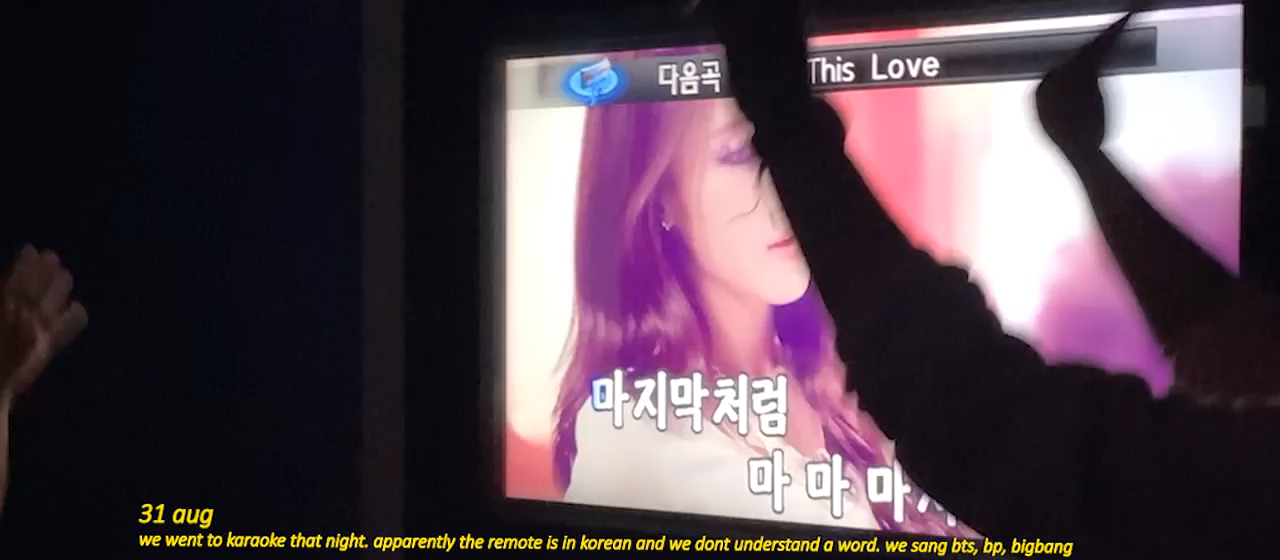 다음곡 This Love
마지막처럼
마 마 마
31 aug
we went to karaoke that night. apparently the remote is in korean and we dont understand a word. we sang bts, bp, bigbang